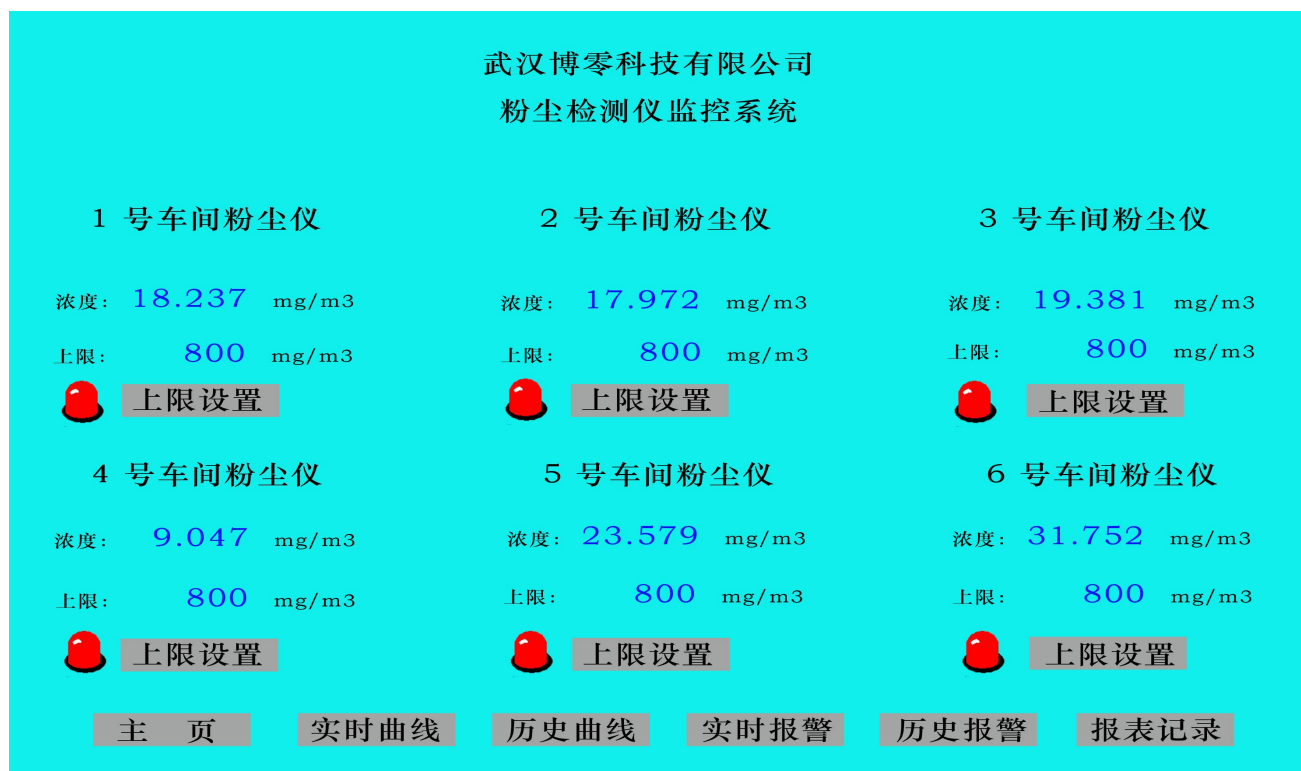 武汉博零科技有限公司
粉尘检测仪监控系统
1 号车间粉尘仪
2 号车间粉尘仪
3 号车间粉尘仪
浓度: 18.237 mg/m3
浓度: 17.972 mg/m3
浓度: 19.381 mg/m3
上限: 800 mg/m3
上限: 800 mg/m3
上限: 800 mg/m3
上限设置
上限设置
上限设置
4 号车间粉尘仪
5 号车间粉尘仪
6 号车间粉尘仪
浓度: 9.047 mg/m3
浓度: 23.579 mg/m3
浓度: 31.752 mg/m3
上限: 800 mg/m3
上限: 800 mg/m3
上限: 800 mg/m3
上限设置
上限设置
上限设置
主 页 实时曲线 历史曲线 实时报警 历史报警 报表记录